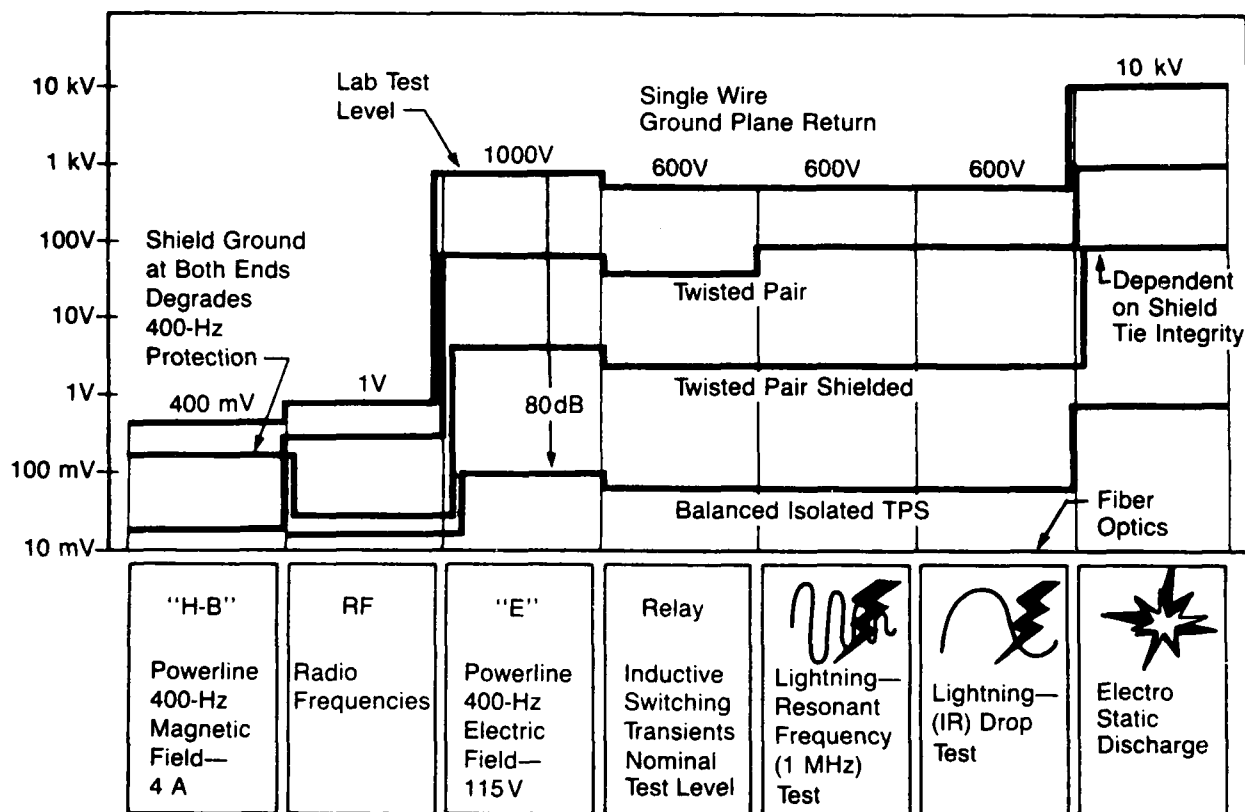 10 kV
1 kV
100V
10V
1V
100 mV
10 mV
Lab Test
Level
Single Wire
Ground Plane Return
10 kV
1000V
600V
600V
600V
Shield Ground
at Both Ends
Degrades
400-Hz
Protection
Twisted Pair
Dependent
on Shield
Tie Integrity
400 mV
1V
80dB
Twisted Pair Shielded
Balanced Isolated TPS
Fiber
Optics
"H-B"
Powerline
400-Hz
Magnetic
Field—
4 A
RF
Radio
Frequencies
"E"
Powerline
400-Hz
Electric
Field—
115V
Relay
Inductive
Switching
Transients
Nominal
Test Level
Lightning—
Resonant
Frequency
(1 MHz)
Test
Lightning—
(IR) Drop
Test
Electro
Static
Discharge